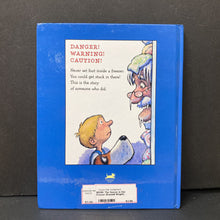 DANGER!
WARNING!
CAUTION!
Never set foot inside a freezer.
You could get stuck in there!
This is the story
of someone who did.